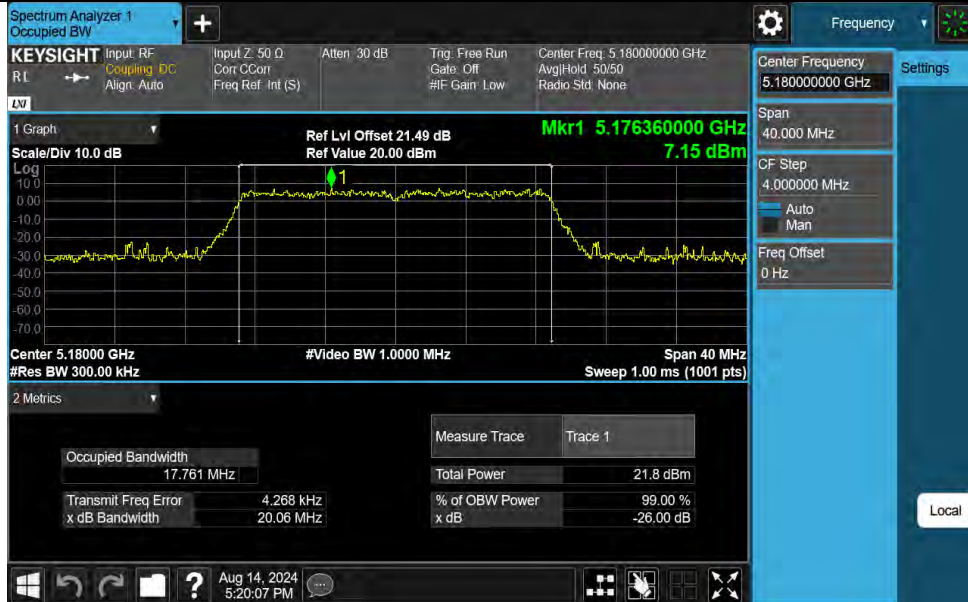 Spectrum Analyzer 1
Occupied BW
Frequency
KEYSIGHT
Input: RF
Coupling: DC
Align: Auto
Input Z: 50 Ω
Corr CCorr
Freq Ref: Int (S)
Atten: 30 dB
Trig: Free Run
Gate: Off
#IF Gain: Low
Center Freq: 5.180000000 GHz
Avg|Hold: 50/50
Radio Std: None
LXI
Center Frequency
5.180000000 GHz
Settings
Span
40.000 MHz
CF Step
4.000000 MHz
Auto
Man
Freq Offset
0 Hz
1 Graph
Scale/Div 10.0 dB
Ref Lvl Offset 21.49 dB
Ref Value 20.00 dBm
Mkr1 5.176360000 GHz
7.15 dBm
Log
10.0
0.00
-10.0
-20.0
-30.0
-40.0
-50.0
-60.0
-70.0
1
Center 5.18000 GHz
#Res BW 300.00 kHz
#Video BW 1.0000 MHz
Span 40 MHz
Sweep 1.00 ms (1001 pts)
2 Metrics
Measure Trace Trace 1
Occupied Bandwidth
17.761 MHz
Total Power 21.8 dBm
Transmit Freq Error 4.268 kHz
% of OBW Power 99.00 %
x dB Bandwidth 20.06 MHz
x dB -26.00 dB
Local
Aug 14, 2024
5:20:07 PM